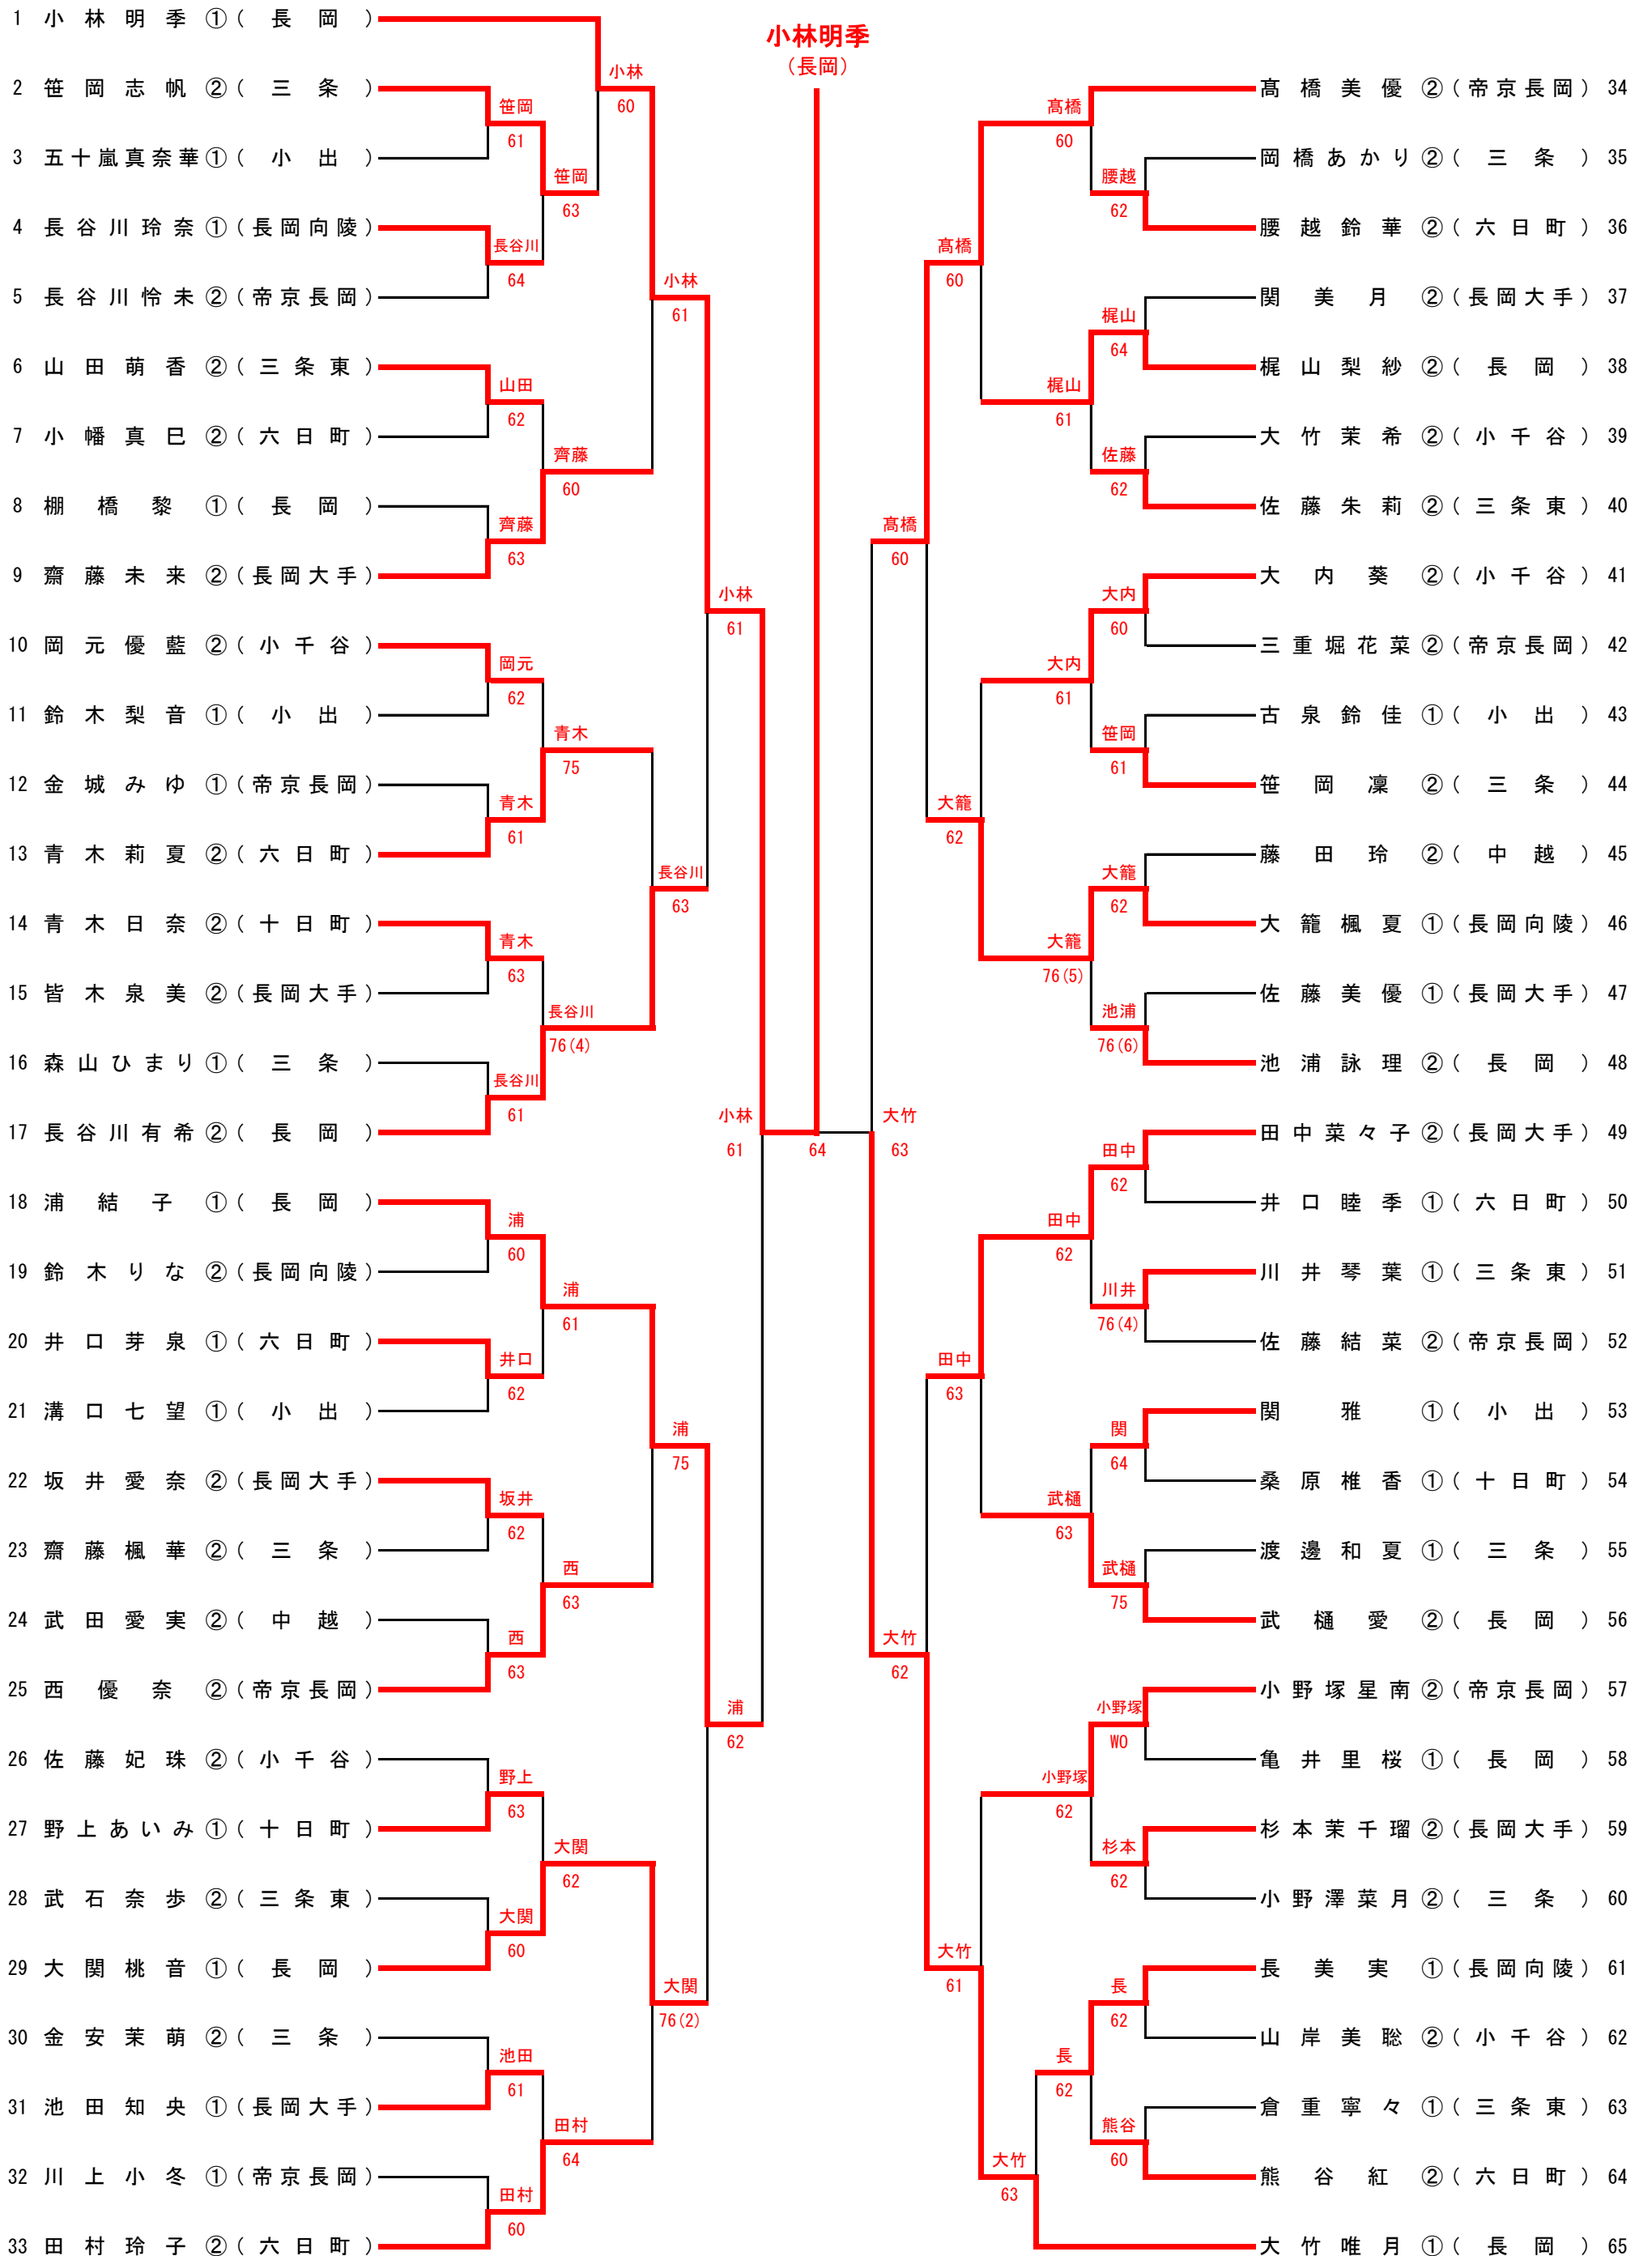 小林明季
(長岡)
1 小林明季 ① ( 長岡 )
2 笹岡志帆 ② ( 三条 )
3 五十嵐真奈華 ① ( 小出 )
4 長谷川玲奈 ① ( 長岡向陵 )
5 長谷川怜未 ② ( 帝京長岡 )
6 山田萌香 ② ( 三条東 )
7 小幡真巳 ② ( 六日町 )
8 棚橋黎 ① ( 長岡 )
9 齋藤未来 ② ( 長岡大手 )
10 岡元優藍 ② ( 小千谷 )
11 鈴木梨音 ① ( 小出 )
12 金城みゆ ① ( 帝京長岡 )
13 青木莉夏 ② ( 六日町 )
14 青木日奈 ② ( 十日町 )
15 皆木泉美 ② ( 長岡大手 )
16 森山ひまり ① ( 三条 )
17 長谷川有希 ② ( 長岡 )
18 浦結子 ① ( 長岡 )
19 鈴木りな ② ( 長岡向陵 )
20 井口芽泉 ① ( 六日町 )
21 溝口七望 ① ( 小出 )
22 坂井愛奈 ② ( 長岡大手 )
23 齋藤楓華 ② ( 三条 )
24 武田愛実 ② ( 中越 )
25 西優奈 ② ( 帝京長岡 )
26 佐藤妃珠 ② ( 小千谷 )
27 野上あいみ ① ( 十日町 )
28 武石奈歩 ② ( 三条東 )
29 大関桃音 ① ( 長岡 )
30 金安茉萌 ② ( 三条 )
31 池田知央 ① ( 長岡大手 )
32 川上小冬 ① ( 帝京長岡 )
33 田村玲子 ② ( 六日町 )
笹岡
61
長谷川
64
山田
62
齊藤
63
岡元
62
青木
61
青木
63
長谷川
61
浦
60
井口
62
坂井
62
西
63
野上
63
大関
60
池田
61
田村
60
笹岡
63
齊藤
60
青木
75
長谷川
76(4)
浦
61
西
63
大関
62
田村
64
小林
60
小林
61
長谷川
63
浦
75
大関
76(2)
小林
61
浦
62
小林
61
64
大竹
63
髙橋
60
大竹
62
髙橋
60
大籠
62
田中
63
大竹
61
髙橋
60
梶山
61
大内
61
大籠
76(5)
田中
62
武樋
63
小野塚
62
長
62
大竹
63
腰越
62
梶山
64
佐藤
62
大内
60
笹岡
61
大籠
62
池浦
76(6)
田中
62
川井
76(4)
関
64
武樋
75
小野塚
WO
杉本
62
長
62
熊谷
60
髙橋美優 ② ( 帝京長岡 ) 34
岡橋あかり ② ( 三条 ) 35
腰越鈴華 ② ( 六日町 ) 36
関美月 ② ( 長岡大手 ) 37
梶山梨紗 ② ( 長岡 ) 38
大竹茉希 ② ( 小千谷 ) 39
佐藤朱莉 ② ( 三条東 ) 40
大内葵 ② ( 小千谷 ) 41
三重堀花菜 ② ( 帝京長岡 ) 42
古泉鈴佳 ① ( 小出 ) 43
笹岡凜 ② ( 三条 ) 44
藤田玲 ② ( 中越 ) 45
大籠楓夏 ① ( 長岡向陵 ) 46
佐藤美優 ① ( 長岡大手 ) 47
池浦詠理 ② ( 長岡 ) 48
田中菜々子 ② ( 長岡大手 ) 49
井口睦季 ① ( 六日町 ) 50
川井琴葉 ① ( 三条東 ) 51
佐藤結菜 ② ( 帝京長岡 ) 52
関雅 ① ( 小出 ) 53
桑原椎香 ① ( 十日町 ) 54
渡邊和夏 ① ( 三条 ) 55
武樋愛 ② ( 長岡 ) 56
小野塚星南 ② ( 帝京長岡 ) 57
亀井里桜 ① ( 長岡 ) 58
杉本茉千瑠 ② ( 長岡大手 ) 59
小野澤菜月 ② ( 三条 ) 60
長美実 ① ( 長岡向陵 ) 61
山岸美聡 ② ( 小千谷 ) 62
倉重寧々 ① ( 三条東 ) 63
熊谷紅 ② ( 六日町 ) 64
大竹唯月 ① ( 長岡 ) 65